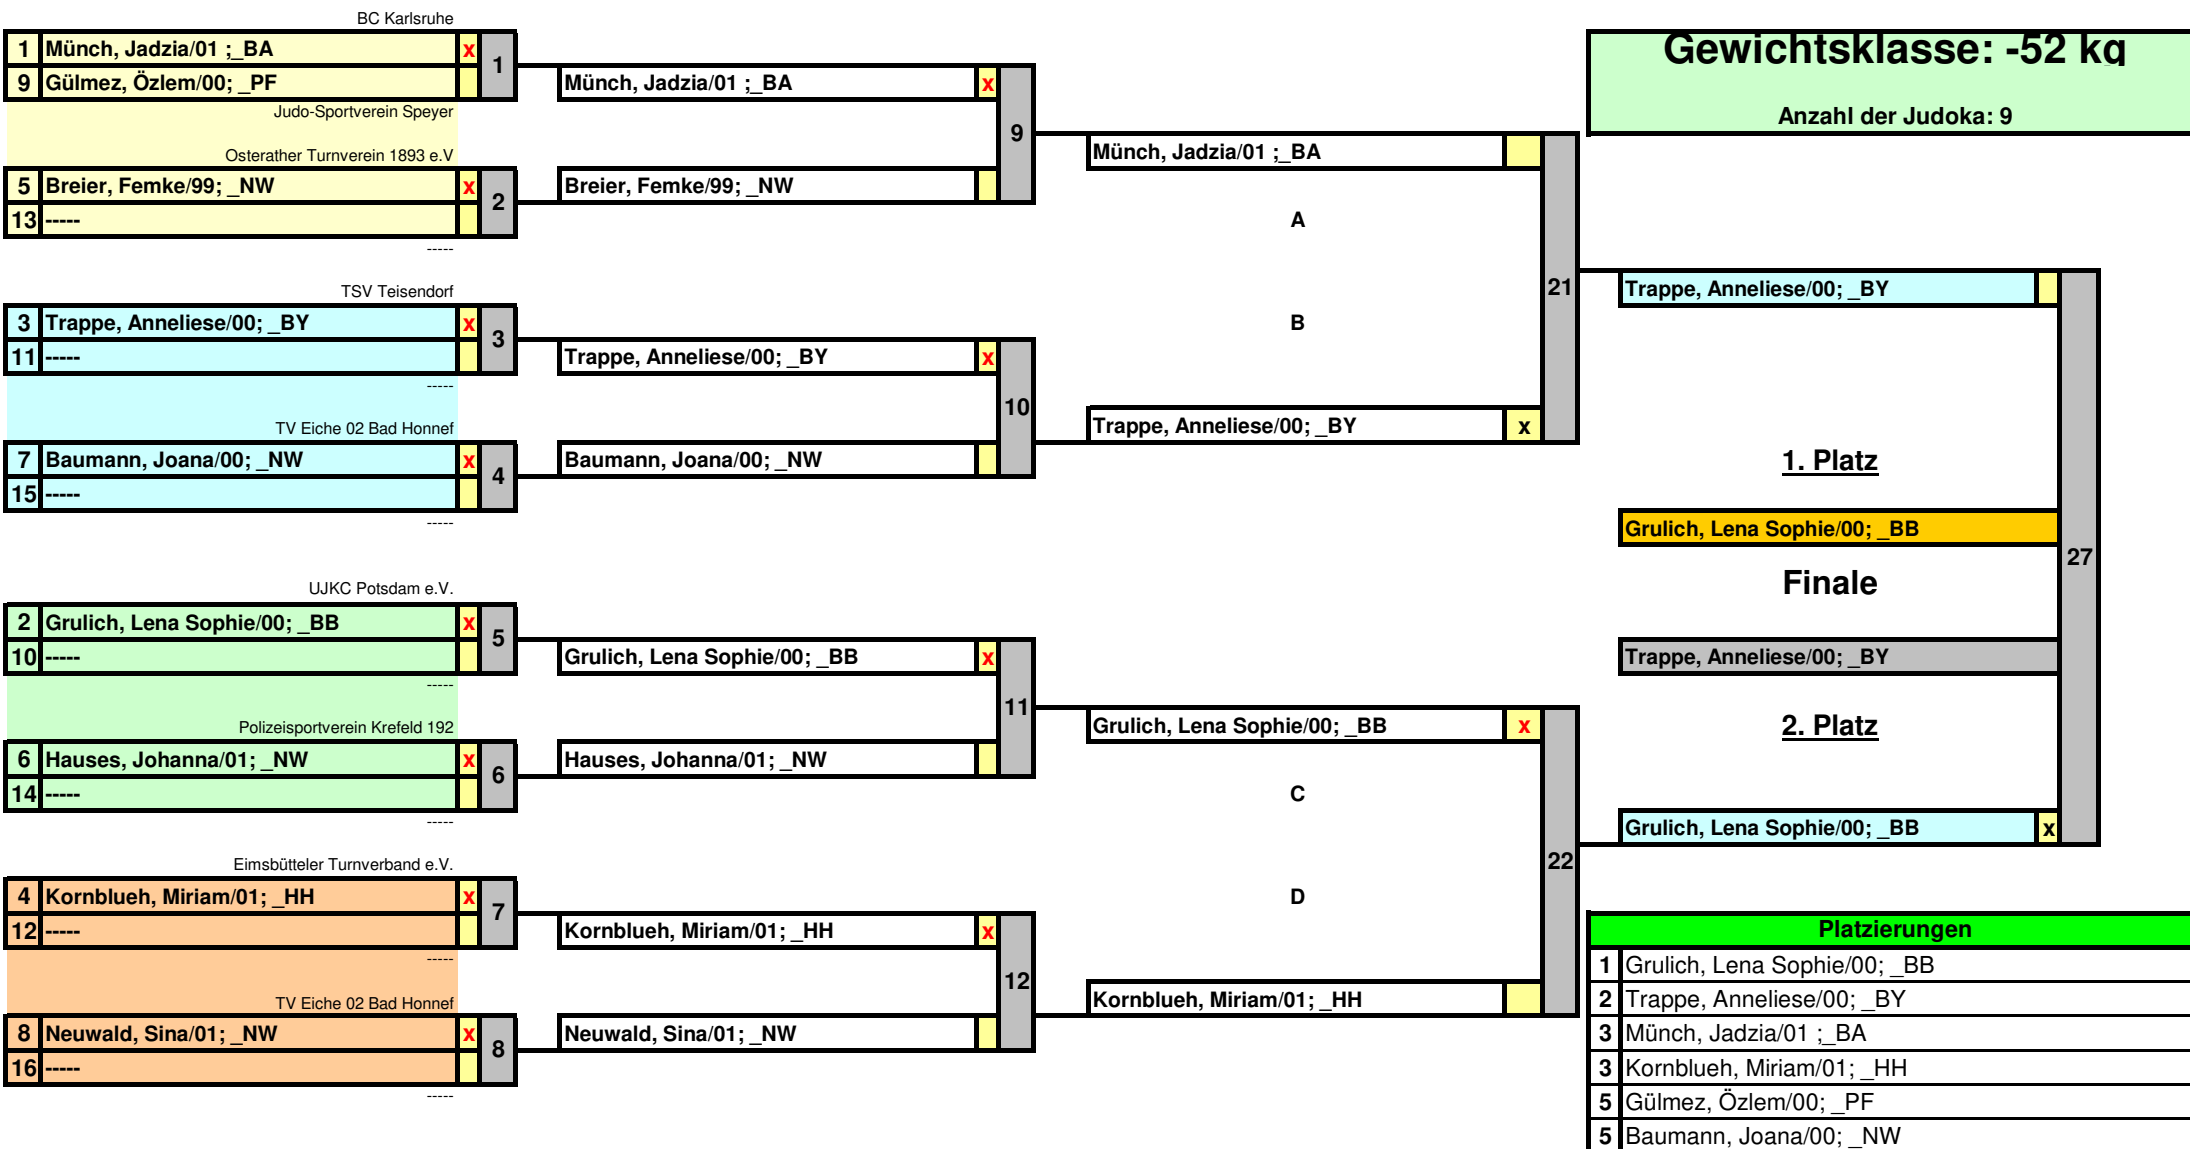 BC Karlsruhe
1 Münch, Jadzia/01 ;_BA x 1
9 Gülmez, Özlem/00; _PF
Judo-Sportverein Speyer
Osterather Turnverein 1893 e.V
5 Breier, Femke/99; _NW x 2
13 -----
-----
TSV Teisendorf
3 Trappe, Anneliese/00; _BY x 3
11 -----
-----
TV Eiche 02 Bad Honnef
7 Baumann, Joana/00; _NW x 4
15 -----
-----
UJKC Potsdam e.V.
2 Grulich, Lena Sophie/00; _BB x 5
10 -----
-----
Polizeisportverein Krefeld 192
6 Hauses, Johanna/01; _NW x 6
14 -----
-----
Eimsbütteler Turnverband e.V.
4 Kornblueh, Miriam/01; _HH x 7
12 -----
-----
TV Eiche 02 Bad Honnef
8 Neuwald, Sina/01; _NW x 8
16 -----
-----
Münch, Jadzia/01 ;_BA x
9
Breier, Femke/99; _NW
Trappe, Anneliese/00; _BY x
10
Baumann, Joana/00; _NW
Grulich, Lena Sophie/00; _BB x
11
Hauses, Johanna/01; _NW
Kornblueh, Miriam/01; _HH x
12
Neuwald, Sina/01; _NW
Münch, Jadzia/01 ;_BA
A
21
B
Trappe, Anneliese/00; _BY x
Grulich, Lena Sophie/00; _BB x
C
22
D
Kornblueh, Miriam/01; _HH
Gewichtsklasse: -52 kg
Anzahl der Judoka: 9
Trappe, Anneliese/00; _BY
1. Platz
Grulich, Lena Sophie/00; _BB
27
Finale
Trappe, Anneliese/00; _BY
2. Platz
Grulich, Lena Sophie/00; _BB x
Platzierungen
1 Grulich, Lena Sophie/00; _BB
2 Trappe, Anneliese/00; _BY
3 Münch, Jadzia/01 ;_BA
3 Kornblueh, Miriam/01; _HH
5 Gülmez, Özlem/00; _PF
5 Baumann, Joana/00; _NW